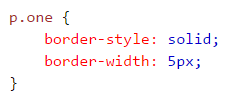 p.one {
    border-style: solid;
    border-width: 5px;
}